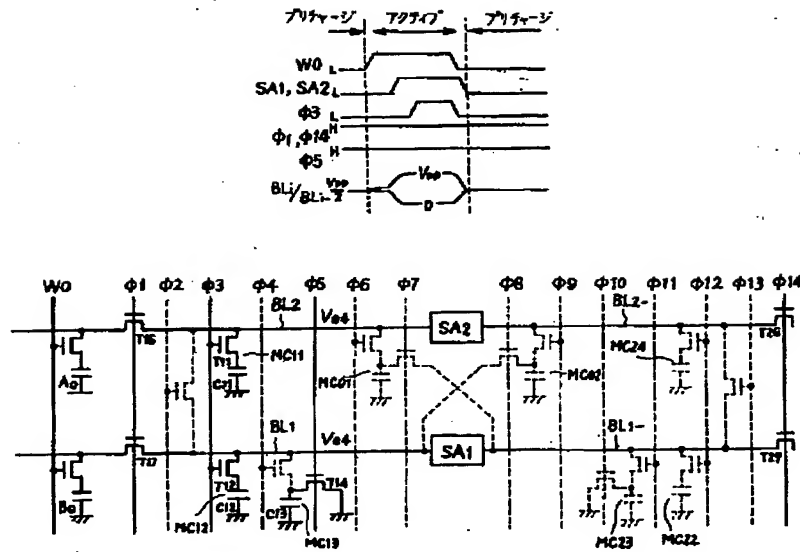 プリチャージ アクティブ プリチャージ
W0 L
SA1, SA2 L
φ3 L
φ1, φ14 H
φ5 H
BLi/BLi- VDD/2 VDD 0
W0 φ1 φ2 φ3 φ4 φ5 φ6 φ7 φ8 φ9 φ10 φ11 φ12 φ13 φ14
BL2 Va4 SA2 BL2-
T16 T11 MC11 T26
A0 C11 MC01 MC02 MC24
BL1 Va4 SA1 BL1-
T17 T12 T14 T27
B0 C12 C13
MC12 MC13 MC23 MC22